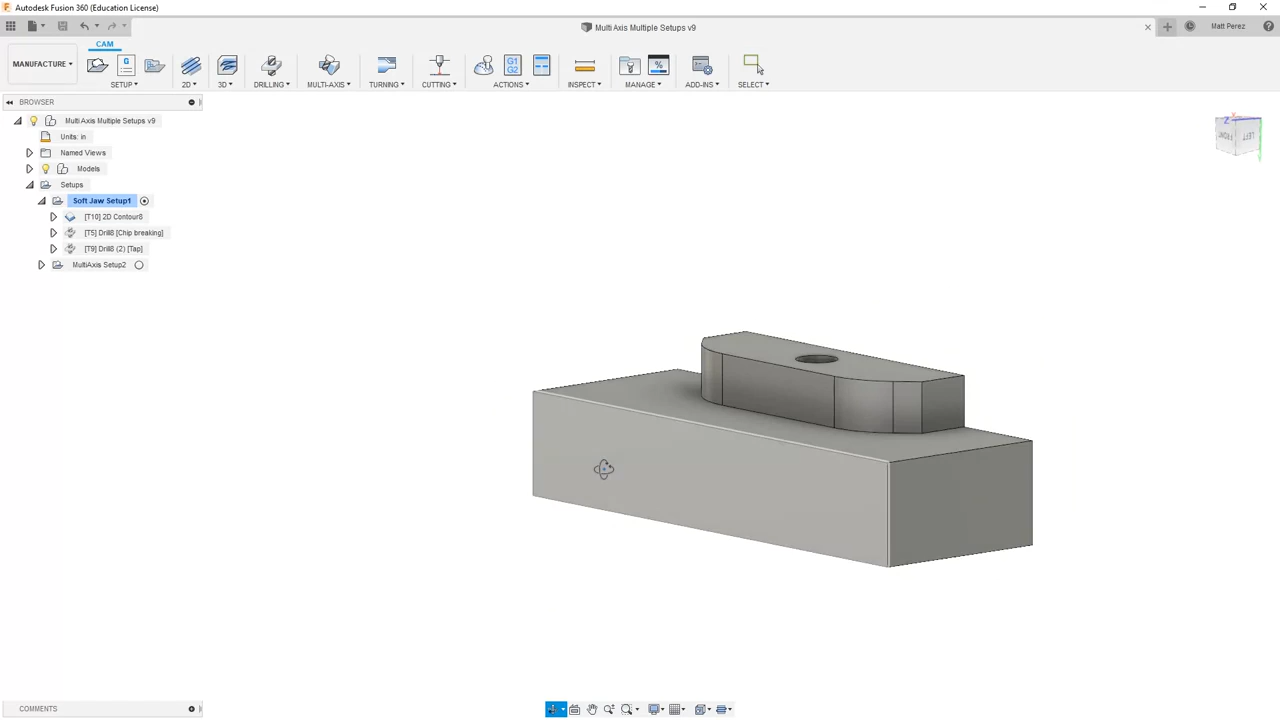 Autodesk Fusion 360 (Education License)
Multi Axis Multiple Setups v9
Matt Perez
CAM
MANUFACTURE
SETUP
2D
3D
DRILLING
MULTI-AXIS
TURNING
CUTTING
G1
G2
ACTIONS
INSPECT
MANAGE
ADD-INS
SELECT
BROWSER
Multi Axis Multiple Setups v9
Units: in
Named Views
Models
Setups
Soft Jaw Setup1
[T10] 2D Contour8
[T5] Drill8 [Chip breaking]
[T9] Drill8 (2) [Tap]
MultiAxis Setup2
Z
X
LEFT
COMMENTS